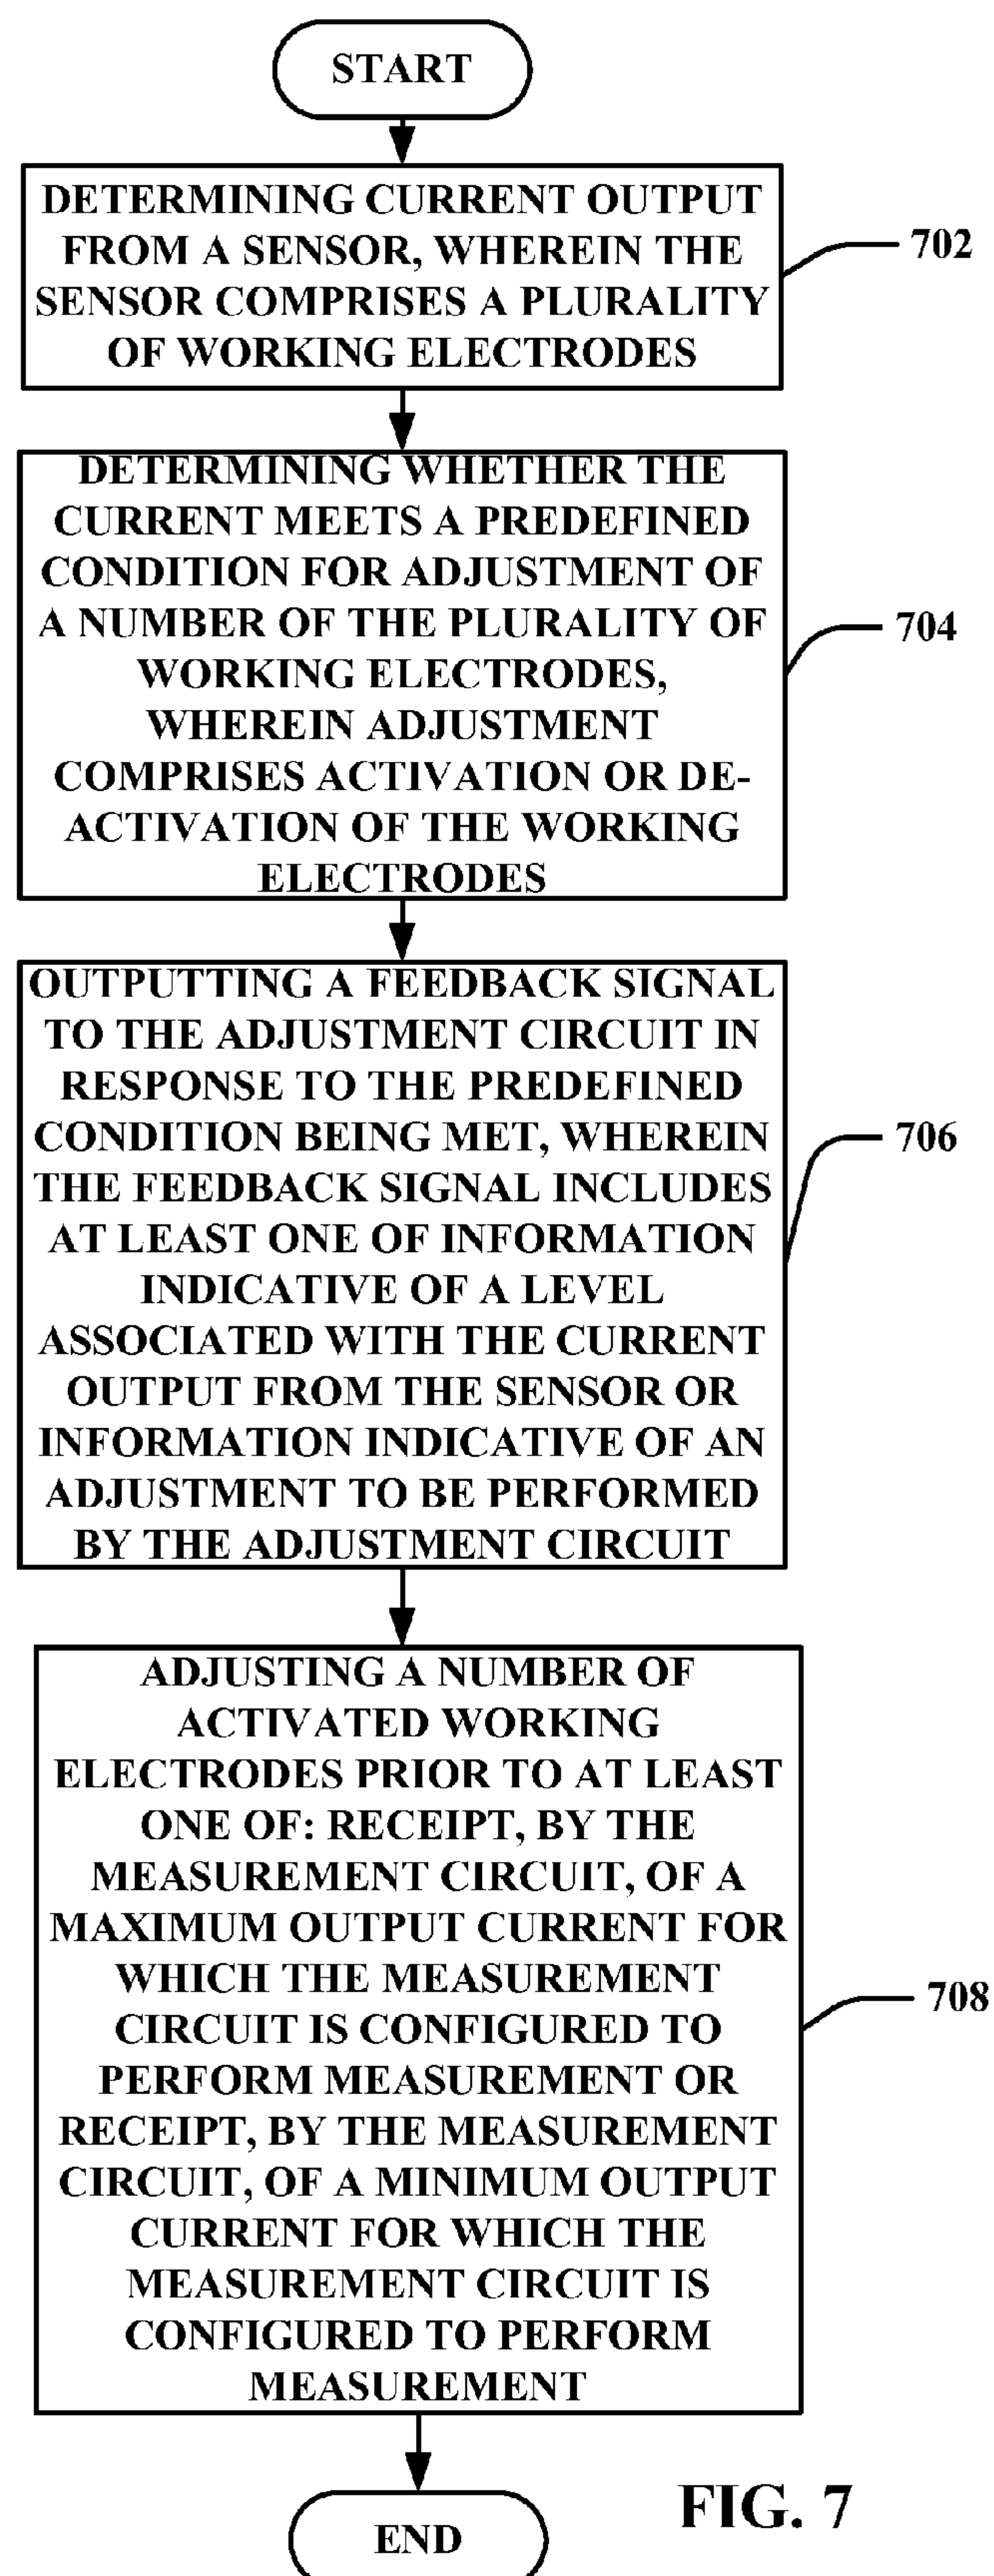 START
DETERMINING CURRENT OUTPUT
FROM A SENSOR, WHEREIN THE
SENSOR COMPRISES A PLURALITY
OF WORKING ELECTRODES
702
DETERMINING WHETHER THE
CURRENT MEETS A PREDEFINED
CONDITION FOR ADJUSTMENT OF
A NUMBER OF THE PLURALITY OF
WORKING ELECTRODES,
WHEREIN ADJUSTMENT
COMPRISES ACTIVATION OR DE-
ACTIVATION OF THE WORKING
ELECTRODES
704
OUTPUTTING A FEEDBACK SIGNAL
TO THE ADJUSTMENT CIRCUIT IN
RESPONSE TO THE PREDEFINED
CONDITION BEING MET, WHEREIN
THE FEEDBACK SIGNAL INCLUDES
AT LEAST ONE OF INFORMATION
INDICATIVE OF A LEVEL
ASSOCIATED WITH THE CURRENT
OUTPUT FROM THE SENSOR OR
INFORMATION INDICATIVE OF AN
ADJUSTMENT TO BE PERFORMED
BY THE ADJUSTMENT CIRCUIT
706
ADJUSTING A NUMBER OF
ACTIVATED WORKING
ELECTRODES PRIOR TO AT LEAST
ONE OF: RECEIPT, BY THE
MEASUREMENT CIRCUIT, OF A
MAXIMUM OUTPUT CURRENT FOR
WHICH THE MEASUREMENT
CIRCUIT IS CONFIGURED TO
PERFORM MEASUREMENT OR
RECEIPT, BY THE MEASUREMENT
CIRCUIT, OF A MINIMUM OUTPUT
CURRENT FOR WHICH THE
MEASUREMENT CIRCUIT IS
CONFIGURED TO PERFORM
MEASUREMENT
708
END
FIG. 7